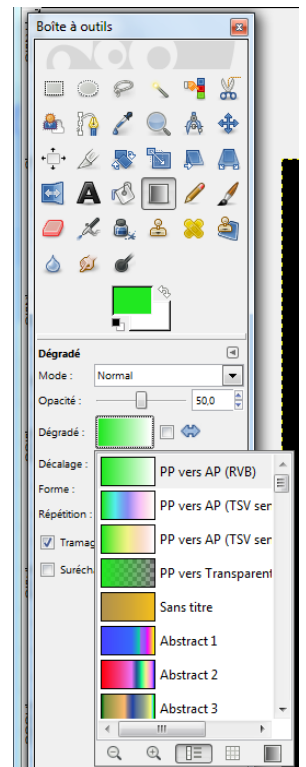 Boîte à outils
Dégradé
Mode : Normal
Opacité : 50,0
Dégradé :
Décalage :
Forme :
Répétition :
Tramag
Suréch
PP vers AP (RVB)
PP vers AP (TSV ser
PP vers AP (TSV ser
PP vers Transparent
Sans titre
Abstract 1
Abstract 2
Abstract 3